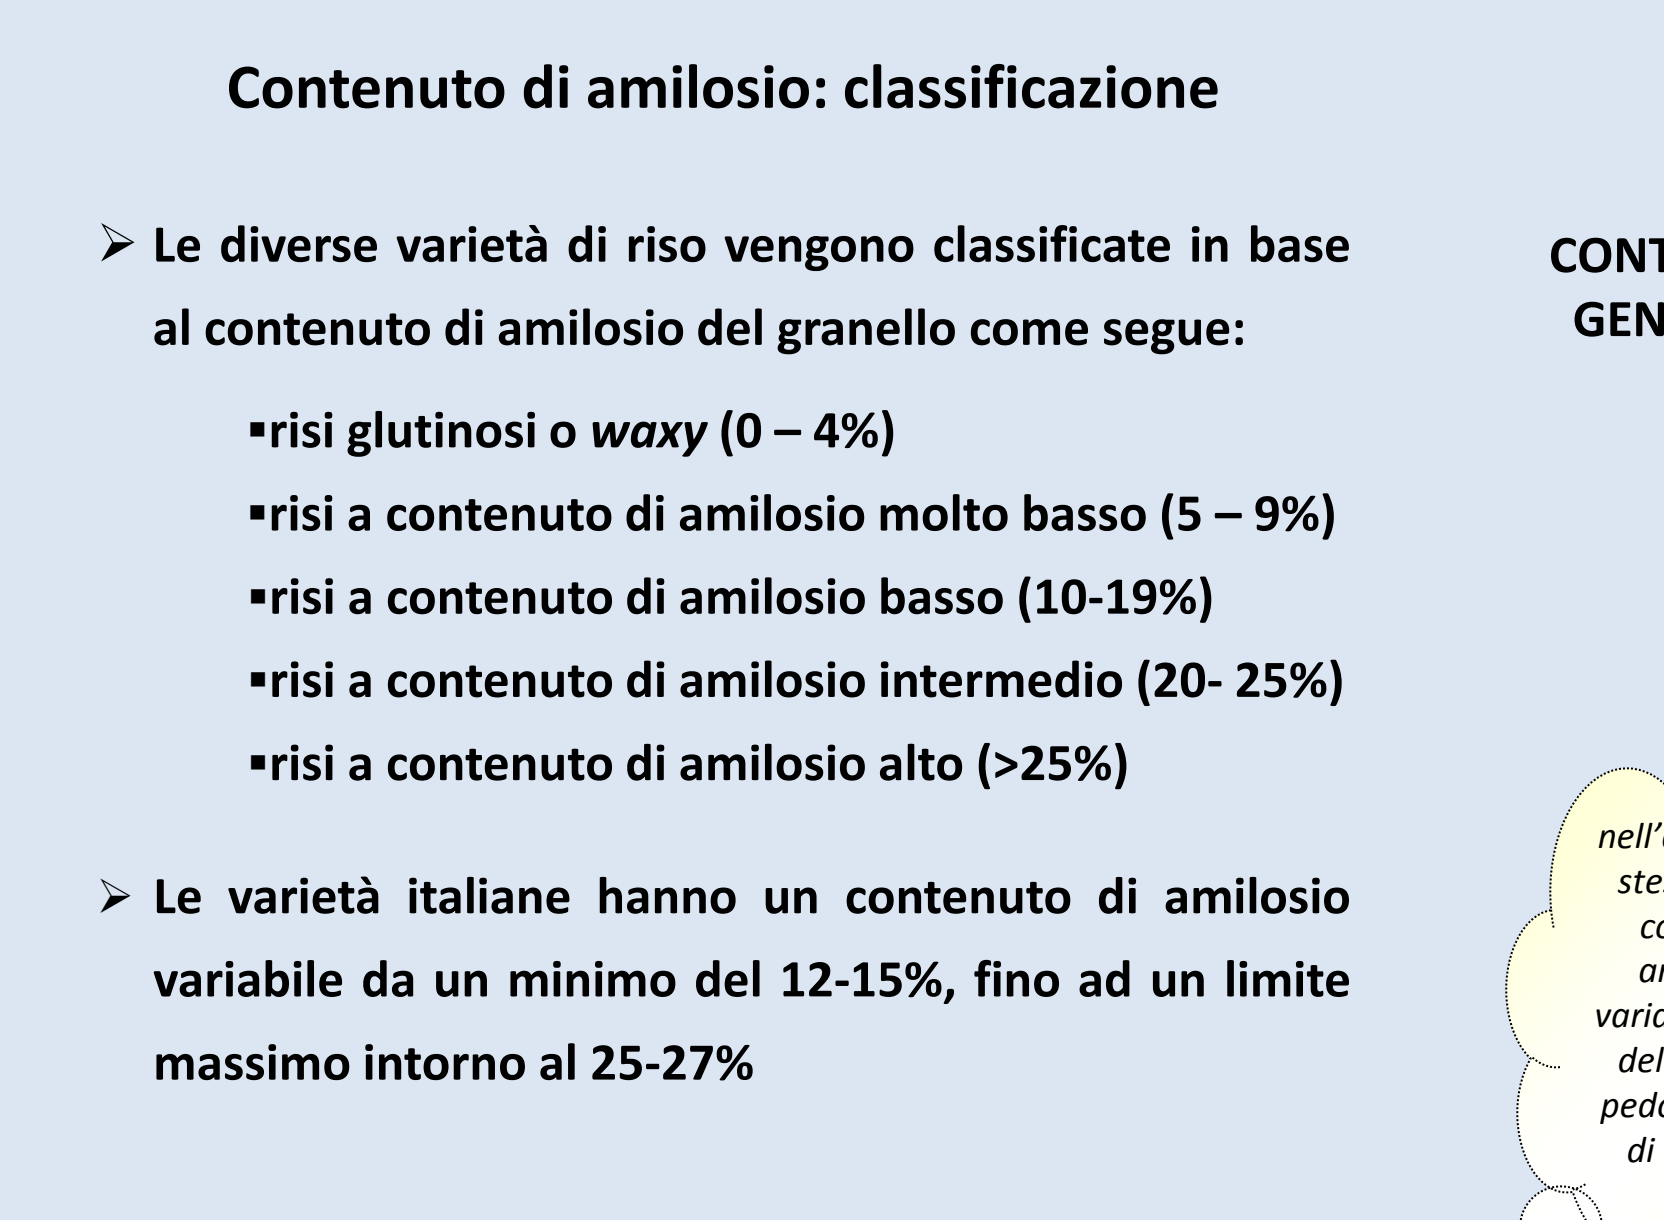 Contenuto di amilosio: classificazione
➢ Le diverse varietà di riso vengono classificate in base
al contenuto di amilosio del granello come segue:
▪risi glutinosi o waxy (0 – 4%)
▪risi a contenuto di amilosio molto basso (5 – 9%)
▪risi a contenuto di amilosio basso (10-19%)
▪risi a contenuto di amilosio intermedio (20- 25%)
▪risi a contenuto di amilosio alto (>25%)
➢ Le varietà italiane hanno un contenuto di amilosio
variabile da un minimo del 12-15%, fino ad un limite
massimo intorno al 25-27%
CONT
GEN
nell’
ste
co
varia
del
pedo
di